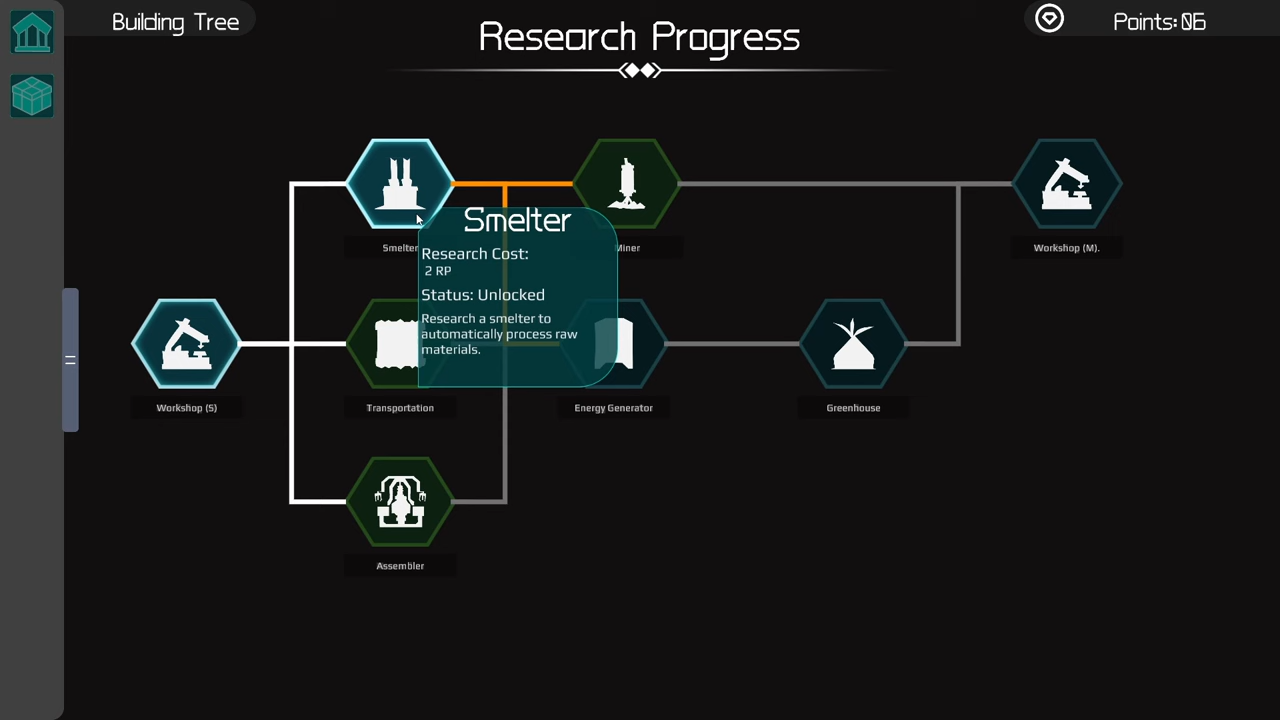 Building Tree
Research Progress
Points:06
Smelter
Miner
Workshop (M).
Smelter
Research Cost:
2 RP
Status: Unlocked
Research a smelter to
automatically process raw
materials.
Workshop (S)
Transportation
Energy Generator
Greenhouse
Assembler